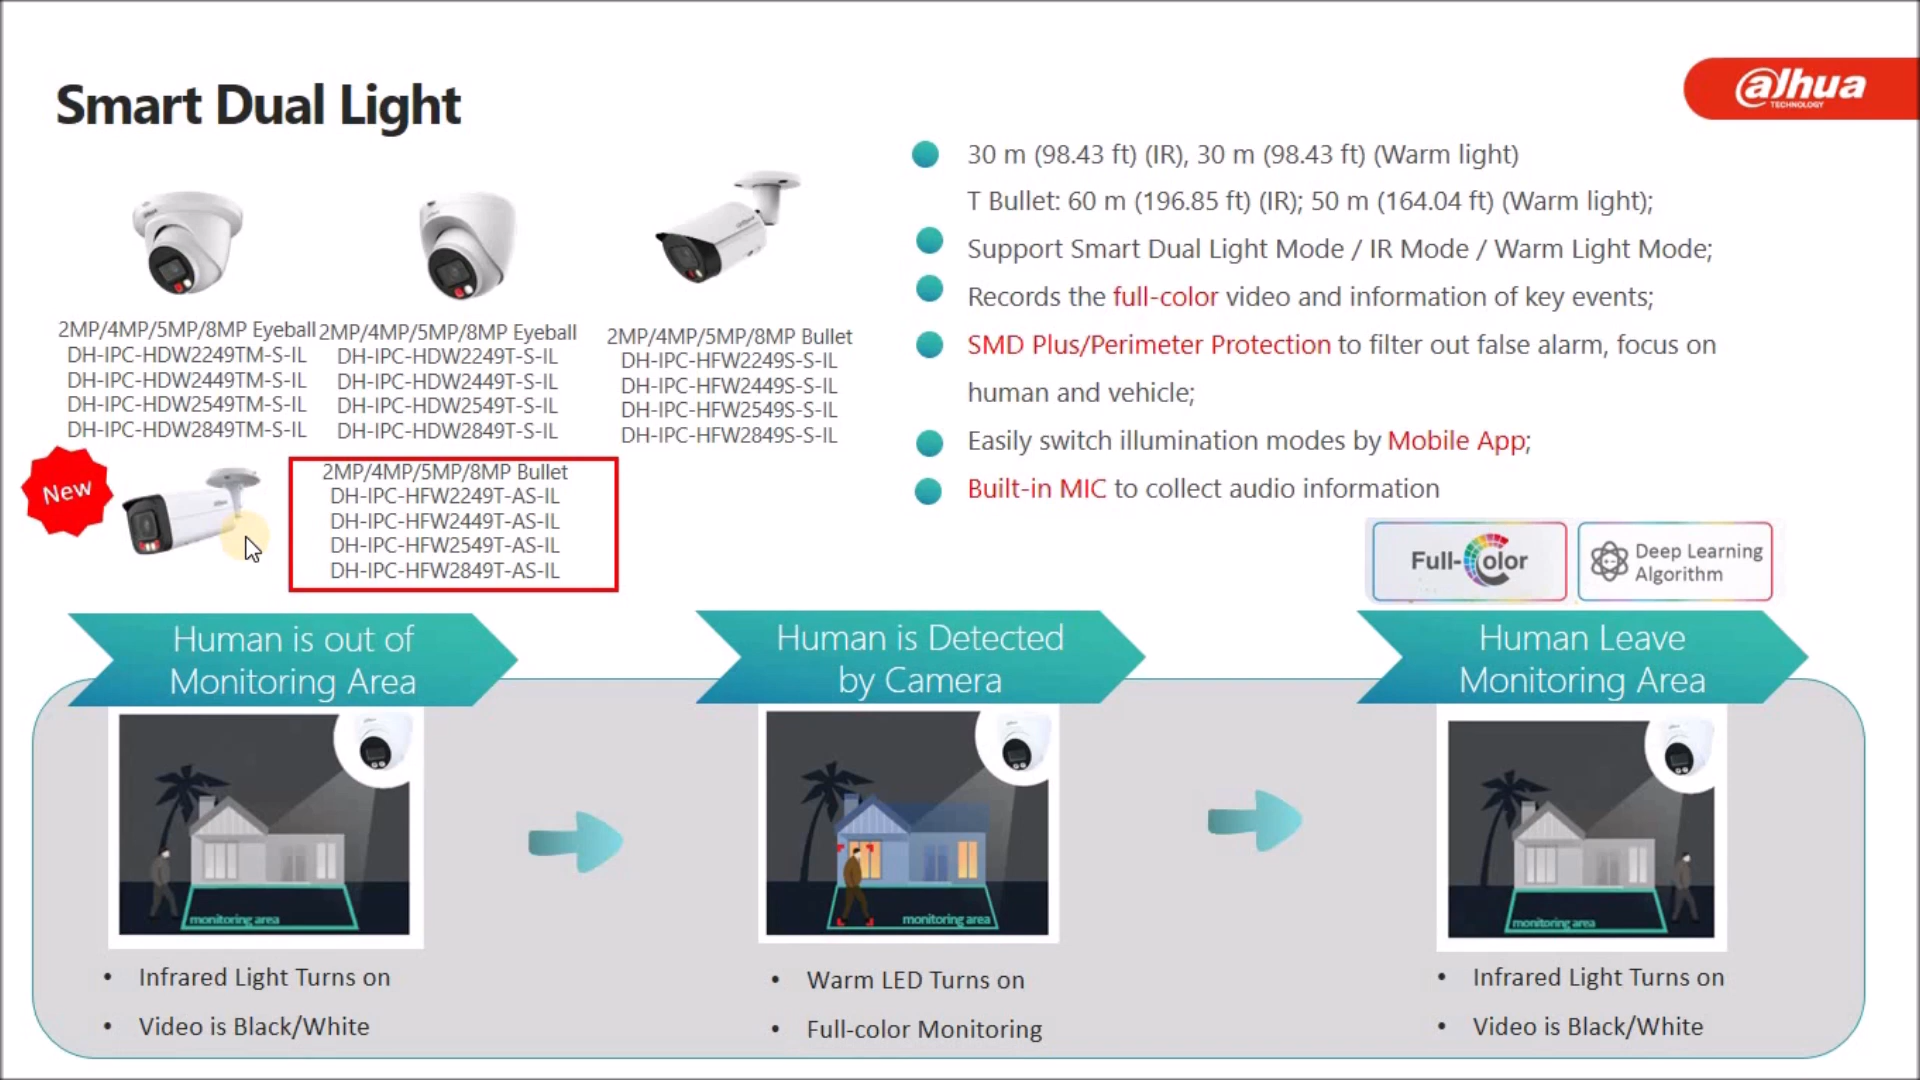 Smart Dual Light
alhua
TECHNOLOGY
30 m (98.43 ft) (IR), 30 m (98.43 ft) (Warm light)
T Bullet: 60 m (196.85 ft) (IR); 50 m (164.04 ft) (Warm light);
Support Smart Dual Light Mode / IR Mode / Warm Light Mode;
Records the full-color video and information of key events;
SMD Plus/Perimeter Protection to filter out false alarm, focus on
human and vehicle;
Easily switch illumination modes by Mobile App;
Built-in MIC to collect audio information
2MP/4MP/5MP/8MP Eyeball
DH-IPC-HDW2249TM-S-IL
DH-IPC-HDW2449TM-S-IL
DH-IPC-HDW2549TM-S-IL
DH-IPC-HDW2849TM-S-IL
2MP/4MP/5MP/8MP Eyeball
DH-IPC-HDW2249T-S-IL
DH-IPC-HDW2449T-S-IL
DH-IPC-HDW2549T-S-IL
DH-IPC-HDW2849T-S-IL
2MP/4MP/5MP/8MP Bullet
DH-IPC-HFW2249S-S-IL
DH-IPC-HFW2449S-S-IL
DH-IPC-HFW2549S-S-IL
DH-IPC-HFW2849S-S-IL
New
2MP/4MP/5MP/8MP Bullet
DH-IPC-HFW2249T-AS-IL
DH-IPC-HFW2449T-AS-IL
DH-IPC-HFW2549T-AS-IL
DH-IPC-HFW2849T-AS-IL
Full-Color
Deep Learning
Algorithm
Human is out of
Monitoring Area
monitoring area
• Infrared Light Turns on
• Video is Black/White
Human is Detected
by Camera
monitoring area
• Warm LED Turns on
• Full-color Monitoring
Human Leave
Monitoring Area
monitoring area
• Infrared Light Turns on
• Video is Black/White